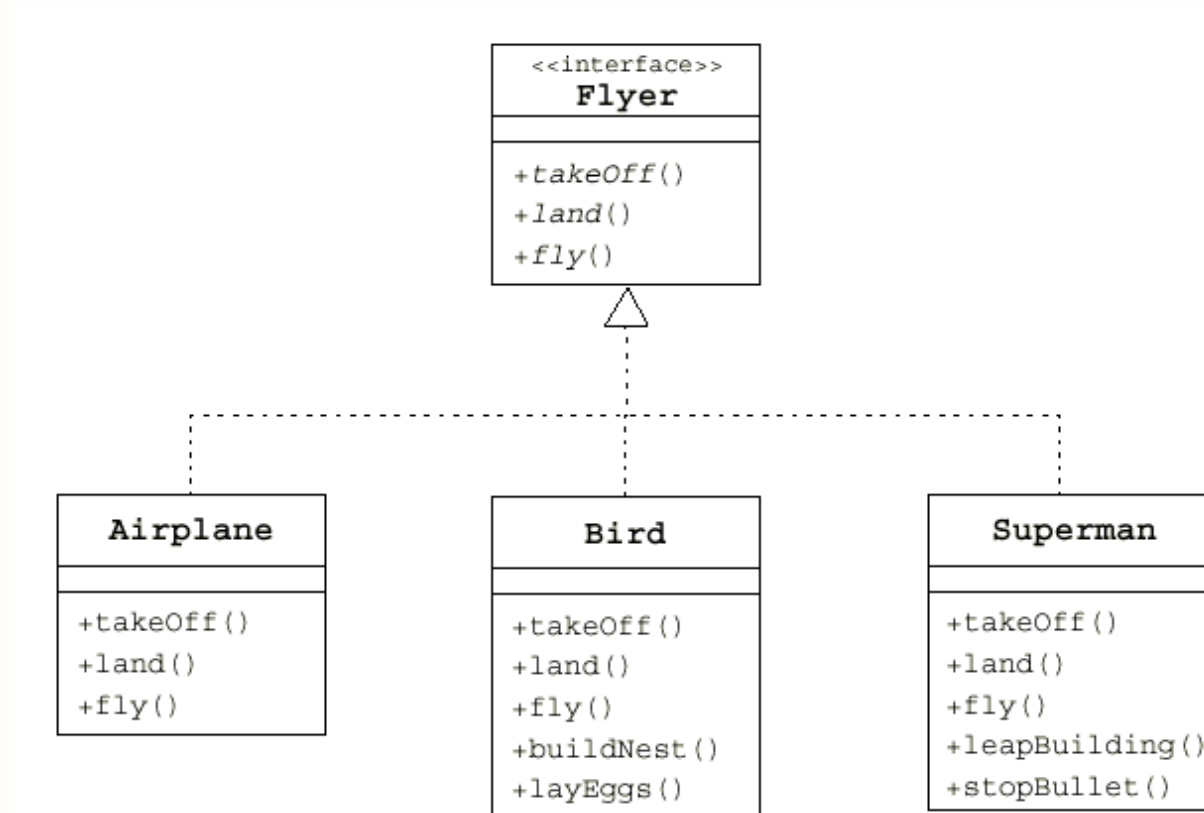 <<interface>>
Flyer
+takeOff()
+land()
+fly()
Airplane
+takeOff()
+land()
+fly()
Bird
+takeOff()
+land()
+fly()
+buildNest()
+layEggs()
Superman
+takeOff()
+land()
+fly()
+leapBuilding()
+stopBullet()